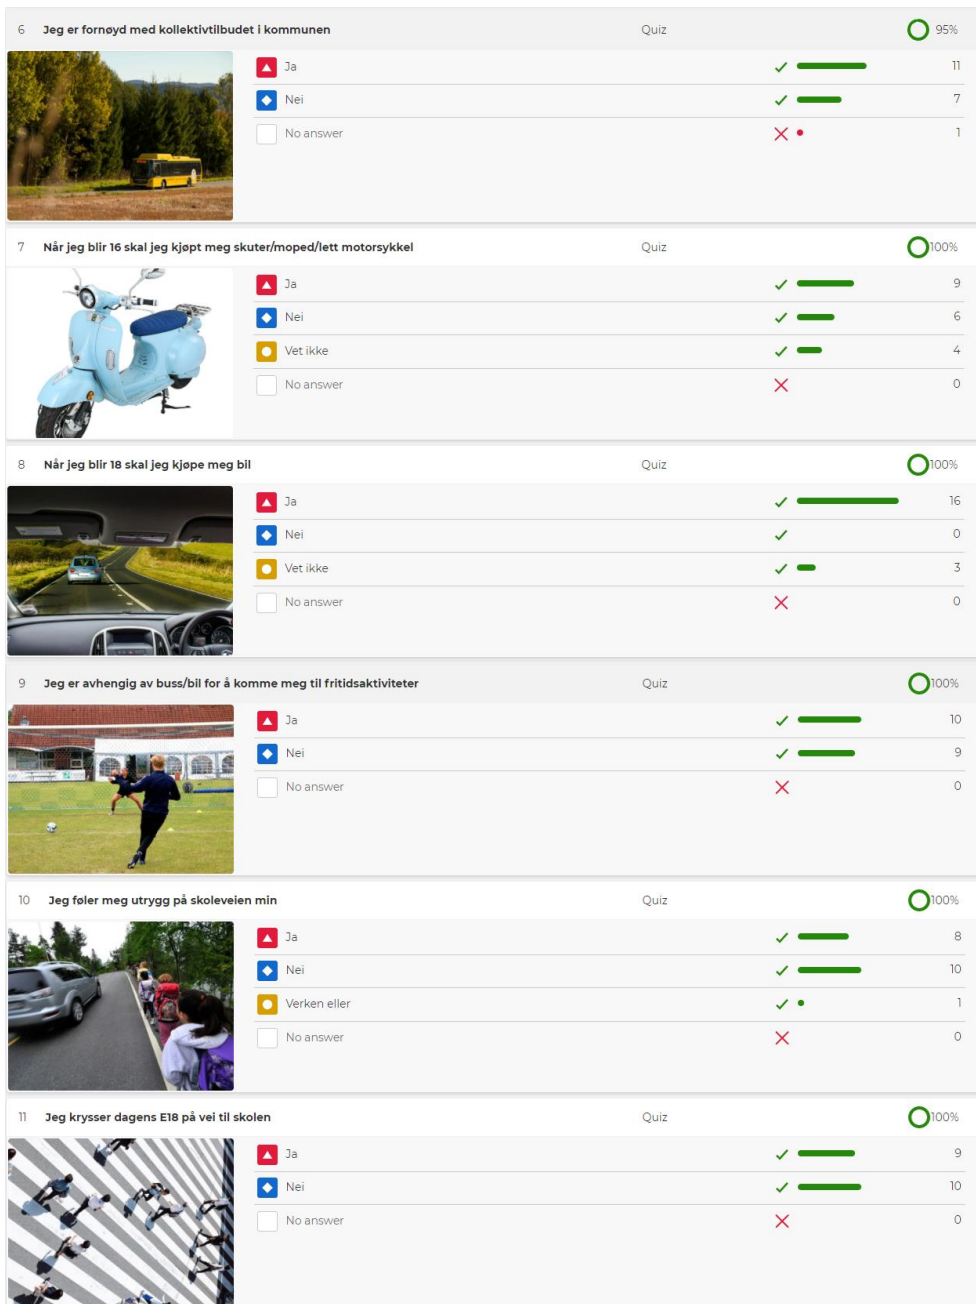 6 Jeg er fornøyd med kollektivtilbudet i kommunen Quiz 95%
Ja 11
Nei 7
No answer 1
7 Når jeg blir 16 skal jeg kjøpt meg skuter/moped/lett motorsykkel Quiz 100%
Ja 9
Nei 6
Vet ikke 4
No answer 0
8 Når jeg blir 18 skal jeg kjøpe meg bil Quiz 100%
Ja 16
Nei 0
Vet ikke 3
No answer 0
9 Jeg er avhengig av buss/bil for å komme meg til fritidsaktiviteter Quiz 100%
Ja 10
Nei 9
No answer 0
10 Jeg føler meg utrygg på skoleveien min Quiz 100%
Ja 8
Nei 10
Verken eller 1
No answer 0
11 Jeg krysser dagens E18 på vei til skolen Quiz 100%
Ja 9
Nei 10
No answer 0